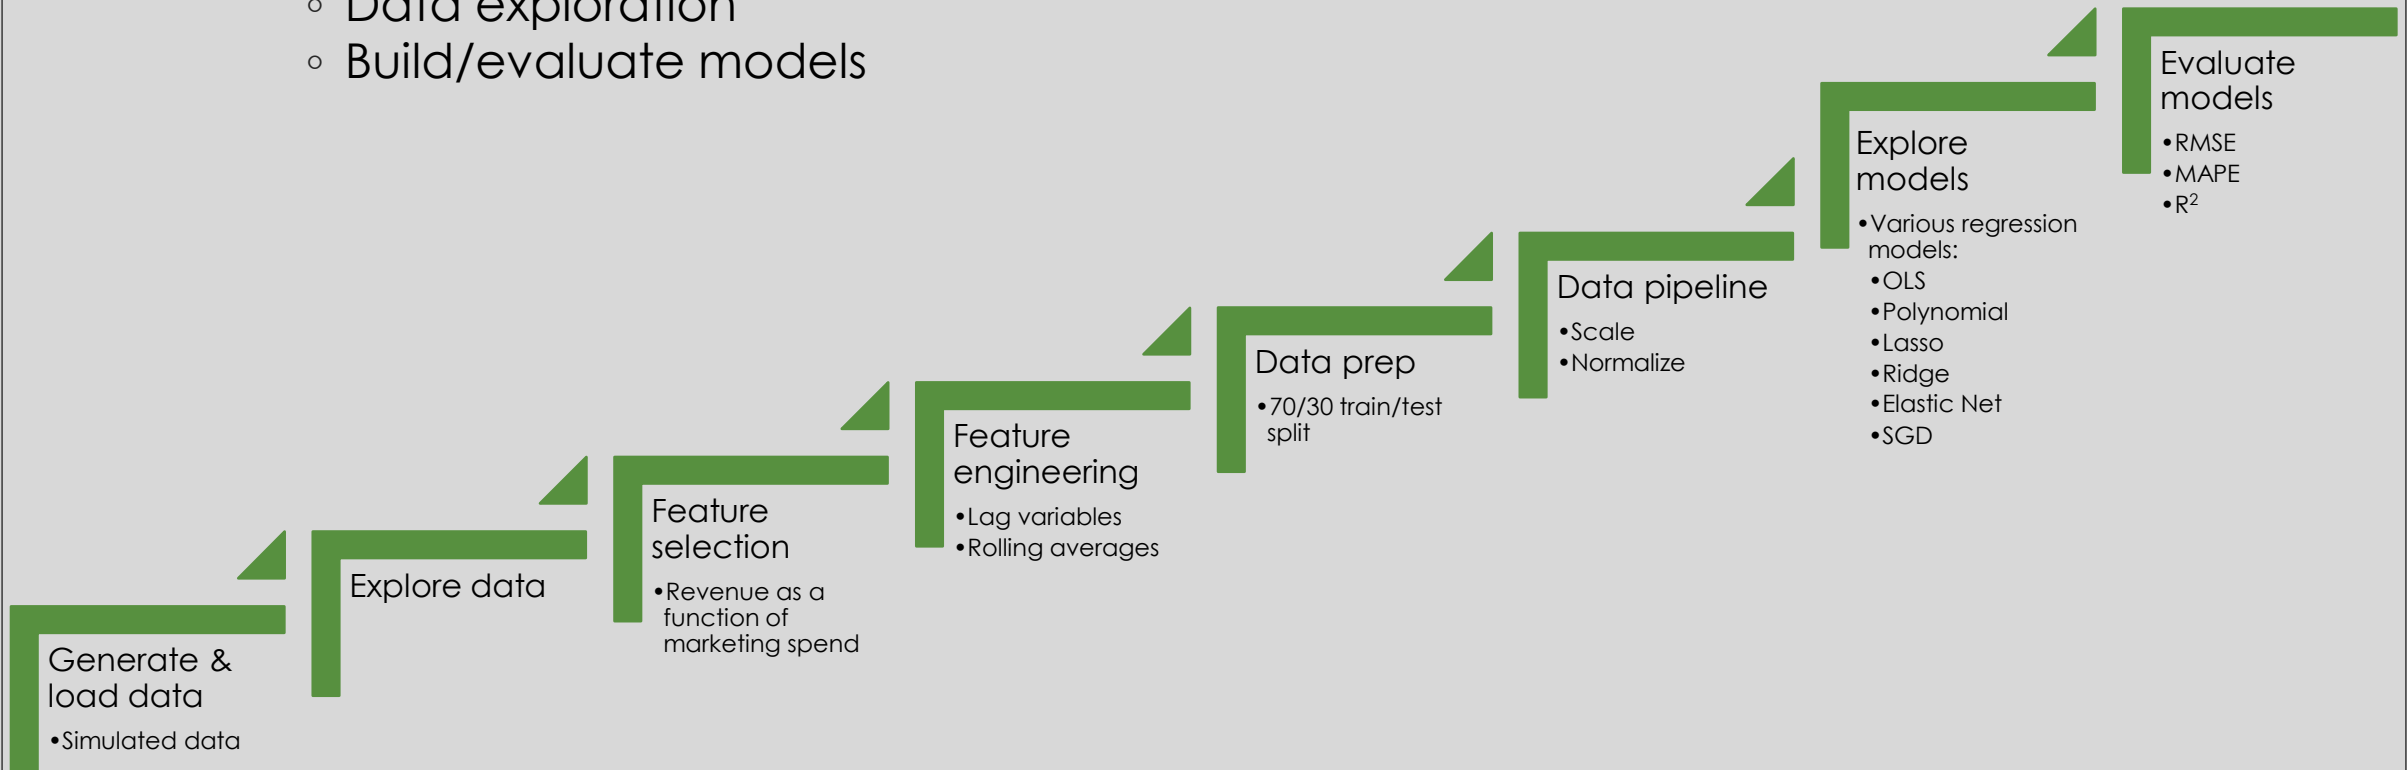 ◦ Data exploration
◦ Build/evaluate models
Generate &
load data
•Simulated data
Explore data
Feature
selection
•Revenue as a
function of
marketing spend
Feature
engineering
•Lag variables
•Rolling averages
Data prep
•70/30 train/test
split
Data pipeline
•Scale
•Normalize
Explore
models
•Various regression
models:
•OLS
•Polynomial
•Lasso
•Ridge
•Elastic Net
•SGD
Evaluate
models
•RMSE
•MAPE
•R²